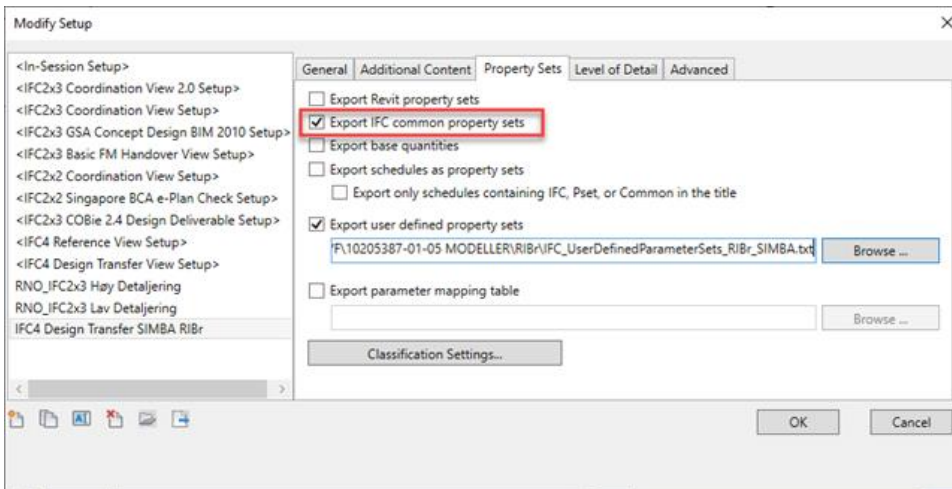 Modify Setup
<In-Session Setup>
<IFC2x3 Coordination View 2.0 Setup>
<IFC2x3 Coordination View Setup>
<IFC2x3 GSA Concept Design BIM 2010 Setup>
<IFC2x3 Basic FM Handover View Setup>
<IFC2x2 Coordination View Setup>
<IFC2x2 Singapore BCA e-Plan Check Setup>
<IFC2x3 COBie 2.4 Design Deliverable Setup>
<IFC4 Reference View Setup>
<IFC4 Design Transfer View Setup>
RNO_IFC2x3 Høy Detaljering
RNO_IFC2x3 Lav Detaljering
IFC4 Design Transfer SIMBA RIBr
General Additional Content Property Sets Level of Detail Advanced
Export Revit property sets
Export IFC common property sets
Export base quantities
Export schedules as property sets
Export only schedules containing IFC, Pset, or Common in the title
Export user defined property sets
F\10205387-01-05 MODELLER\RIBr\IFC_UserDefinedParameterSets_RIBr_SIMBA.txt Browse ...
Export parameter mapping table
Browse ...
Classification Settings...
OK Cancel